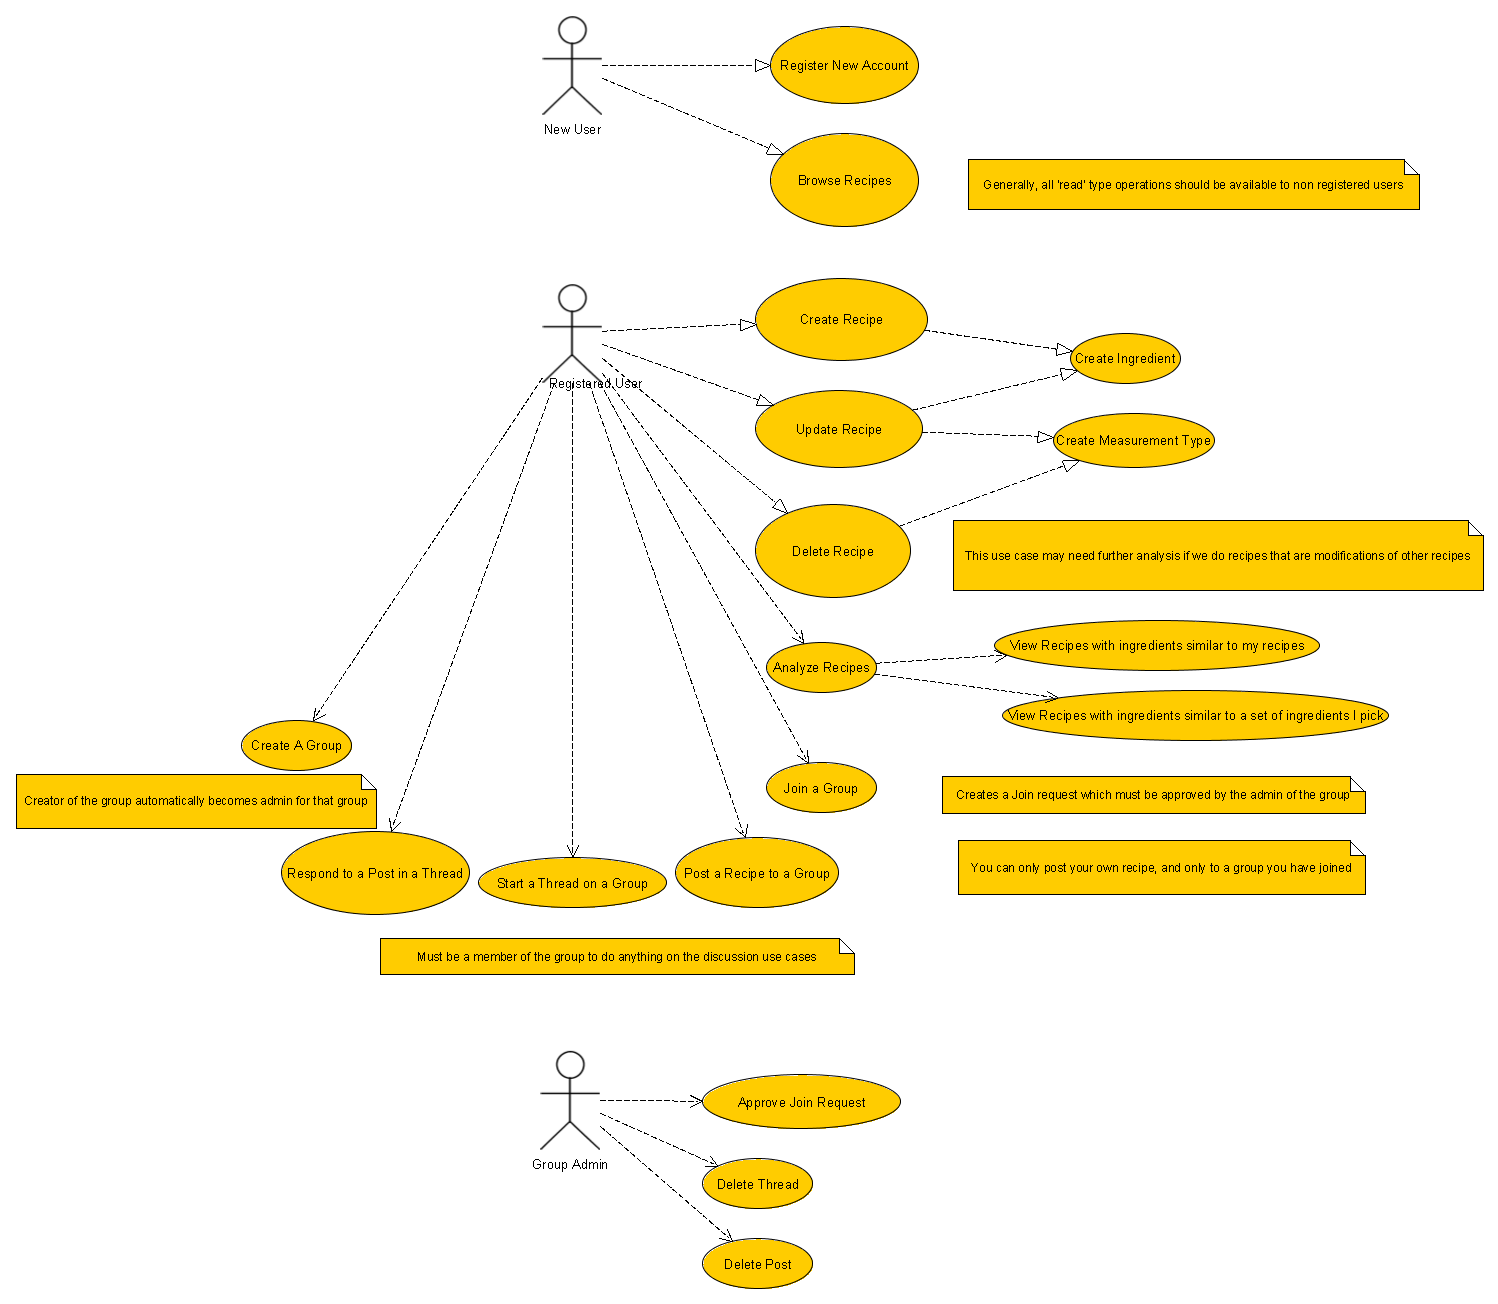 Register New Account
New User
Browse Recipes
Generally, all 'read' type operations should be available to non registered users
Create Recipe
Create Ingredient
Registered User
Update Recipe
Create Measurement Type
Delete Recipe
This use case may need further analysis if we do recipes that are modifications of other recipes
View Recipes with ingredients similar to my recipes
Analyze Recipes
View Recipes with ingredients similar to a set of ingredients I pick
Create A Group
Join a Group
Creates a Join request which must be approved by the admin of the group
Creator of the group automatically becomes admin for that group
You can only post your own recipe, and only to a group you have joined
Respond to a Post in a Thread
Start a Thread on a Group
Post a Recipe to a Group
Must be a member of the group to do anything on the discussion use cases
Approve Join Request
Group Admin
Delete Thread
Delete Post